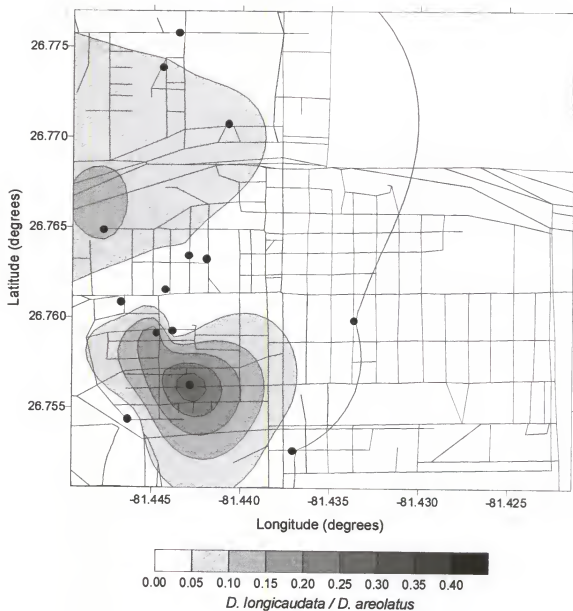 26.775
26.770
26.765
26.760
26.755
Latitude (degrees)
-81.445 -81.440 -81.435 -81.430 -81.425
Longitude (degrees)
0.00 0.05 0.10 0.15 0.20 0.25 0.30 0.35 0.40
D. longicaudata / D. areolatus